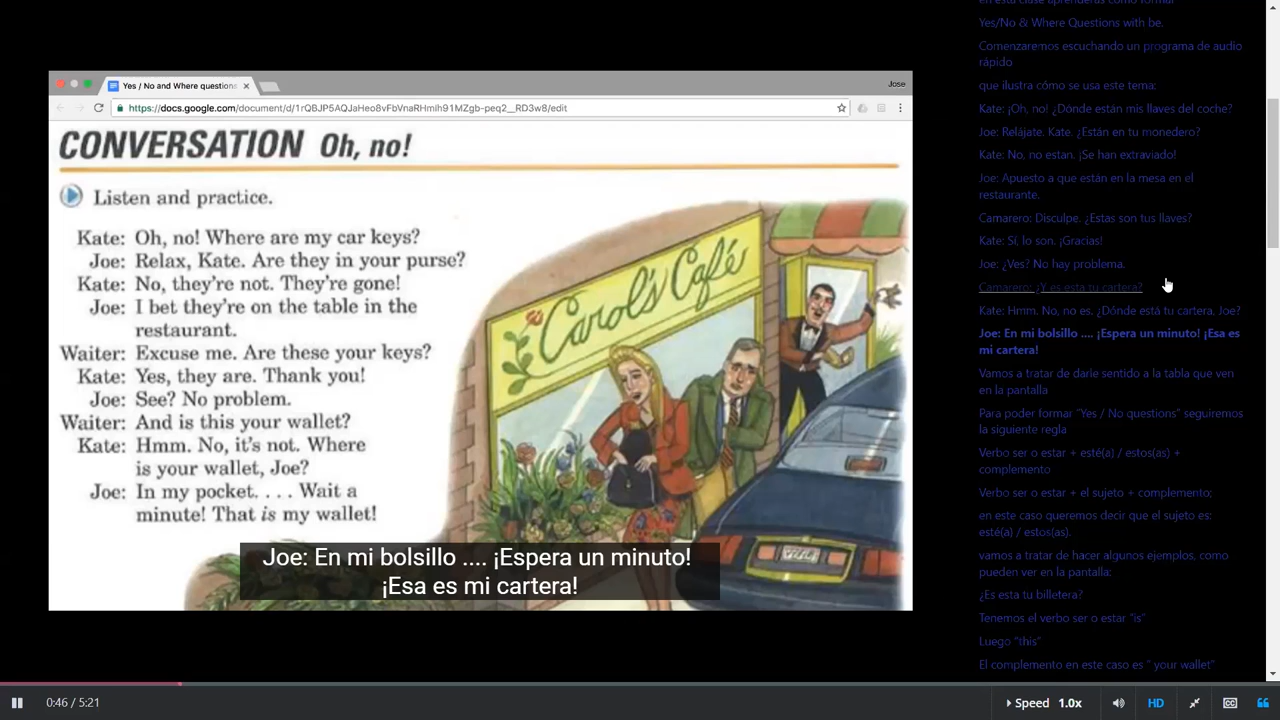 Yes / No and Where questions
Jose
https://docs.google.com/document/d/1rQBJP5AQJaHeo8vFbVnaRHmIh91MZgb-peq2__RD3w8/edit
CONVERSATION Oh, no!
Listen and practice.
Kate: Oh, no! Where are my car keys?
Joe: Relax, Kate. Are they in your purse?
Kate: No, they're not. They're gone!
Joe: I bet they're on the table in the
restaurant.
Waiter: Excuse me. Are these your keys?
Kate: Yes, they are. Thank you!
Joe: See? No problem.
Waiter: And is this your wallet?
Kate: Hmm. No, it's not. Where
is your wallet, Joe?
Joe: In my pocket. . . . Wait a
minute! That is my wallet!
Carol's Café
Joe: En mi bolsillo .... ¡Espera un minuto!
¡Esa es mi cartera!
en esta clase aprenderás cómo formar
Yes/No & Where Questions with be.
Comenzaremos escuchando un programa de audio
rápido
que ilustra cómo se usa este tema:
Kate: ¡Oh, no! ¿Dónde están mis llaves del coche?
Joe: Relájate. Kate. ¿Están en tu monedero?
Kate: No, no estan. ¡Se han extraviado!
Joe: Apuesto a que están en la mesa en el
restaurante.
Camarero: Disculpe. ¿Estas son tus llaves?
Kate: Sí, lo son. ¡Gracias!
Joe: ¿Ves? No hay problema.
Camarero: ¿Y es esta tu cartera?
Kate: Hmm. No, no es. ¿Dónde está tu cartera, Joe?
Joe: En mi bolsillo .... ¡Espera un minuto! ¡Esa es
mi cartera!
Vamos a tratar de darle sentido a la tabla que ven
en la pantalla
Para poder formar "Yes / No questions" seguiremos
la siguiente regla
Verbo ser o estar + esté(a) / estos(as) +
complemento
Verbo ser o estar + el sujeto + complemento;
en este caso queremos decir que el sujeto es:
esté(a) / estos(as).
vamos a tratar de hacer algunos ejemplos, como
pueden ver en la pantalla:
¿Es esta tu billetera?
Tenemos el verbo ser o estar "is"
Luego "this"
El complemento en este caso es " your wallet"
0:46 / 5:21
Speed 1.0x
HD
CC